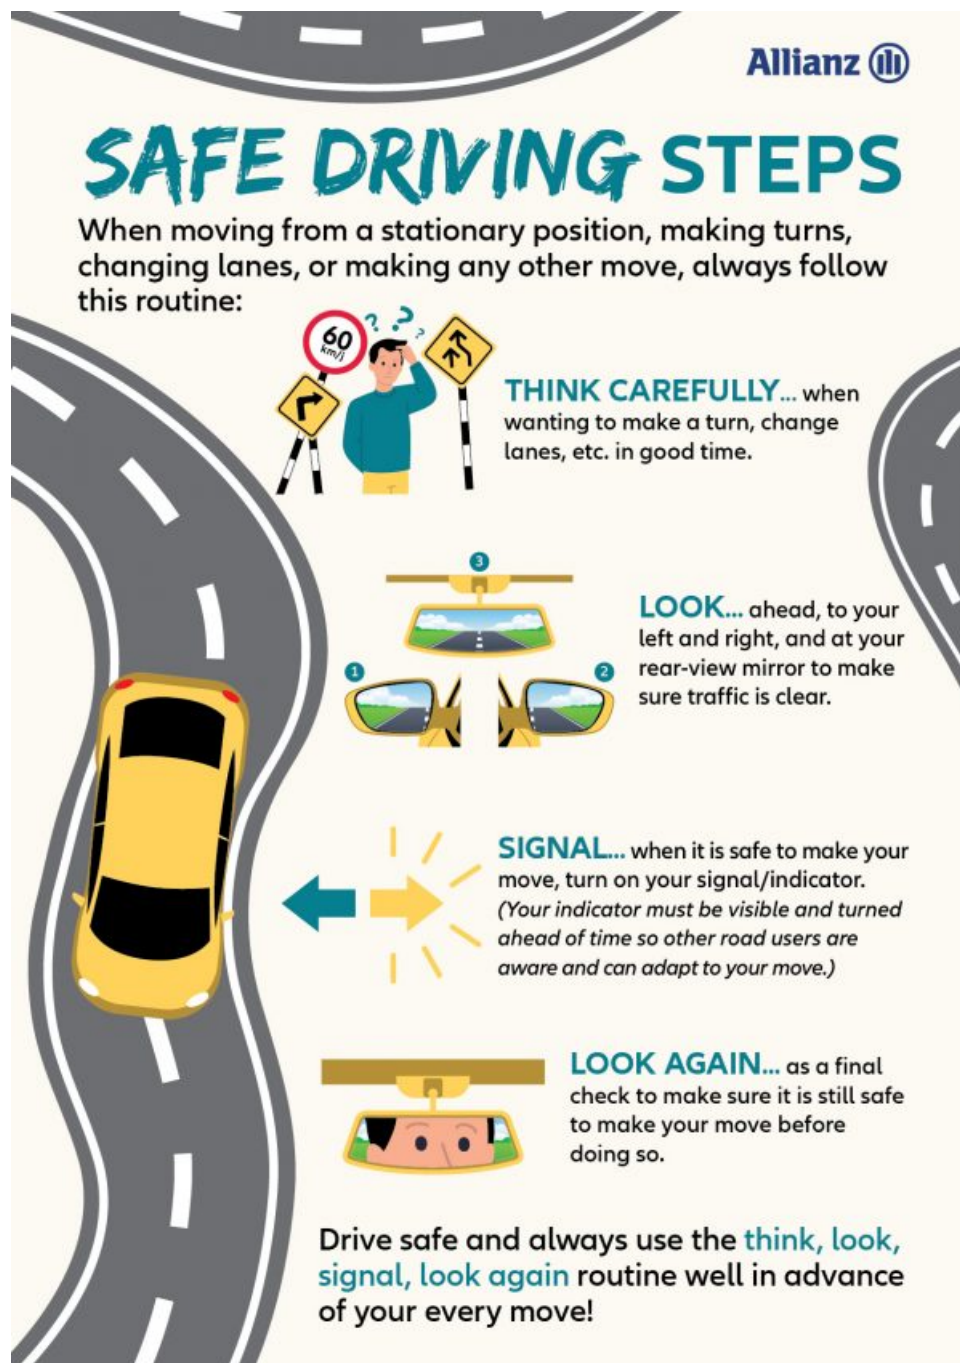 Allianz
SAFE DRIVING STEPS
When moving from a stationary position, making turns,
changing lanes, or making any other move, always follow
this routine:
60
km/j
? ? ?
THINK CAREFULLY... when
wanting to make a turn, change
lanes, etc. in good time.
3
1
2
LOOK... ahead, to your
left and right, and at your
rear-view mirror to make
sure traffic is clear.
SIGNAL... when it is safe to make your
move, turn on your signal/indicator.
(Your indicator must be visible and turned
ahead of time so other road users are
aware and can adapt to your move.)
LOOK AGAIN... as a final
check to make sure it is still safe
to make your move before
doing so.
Drive safe and always use the think, look,
signal, look again routine well in advance
of your every move!